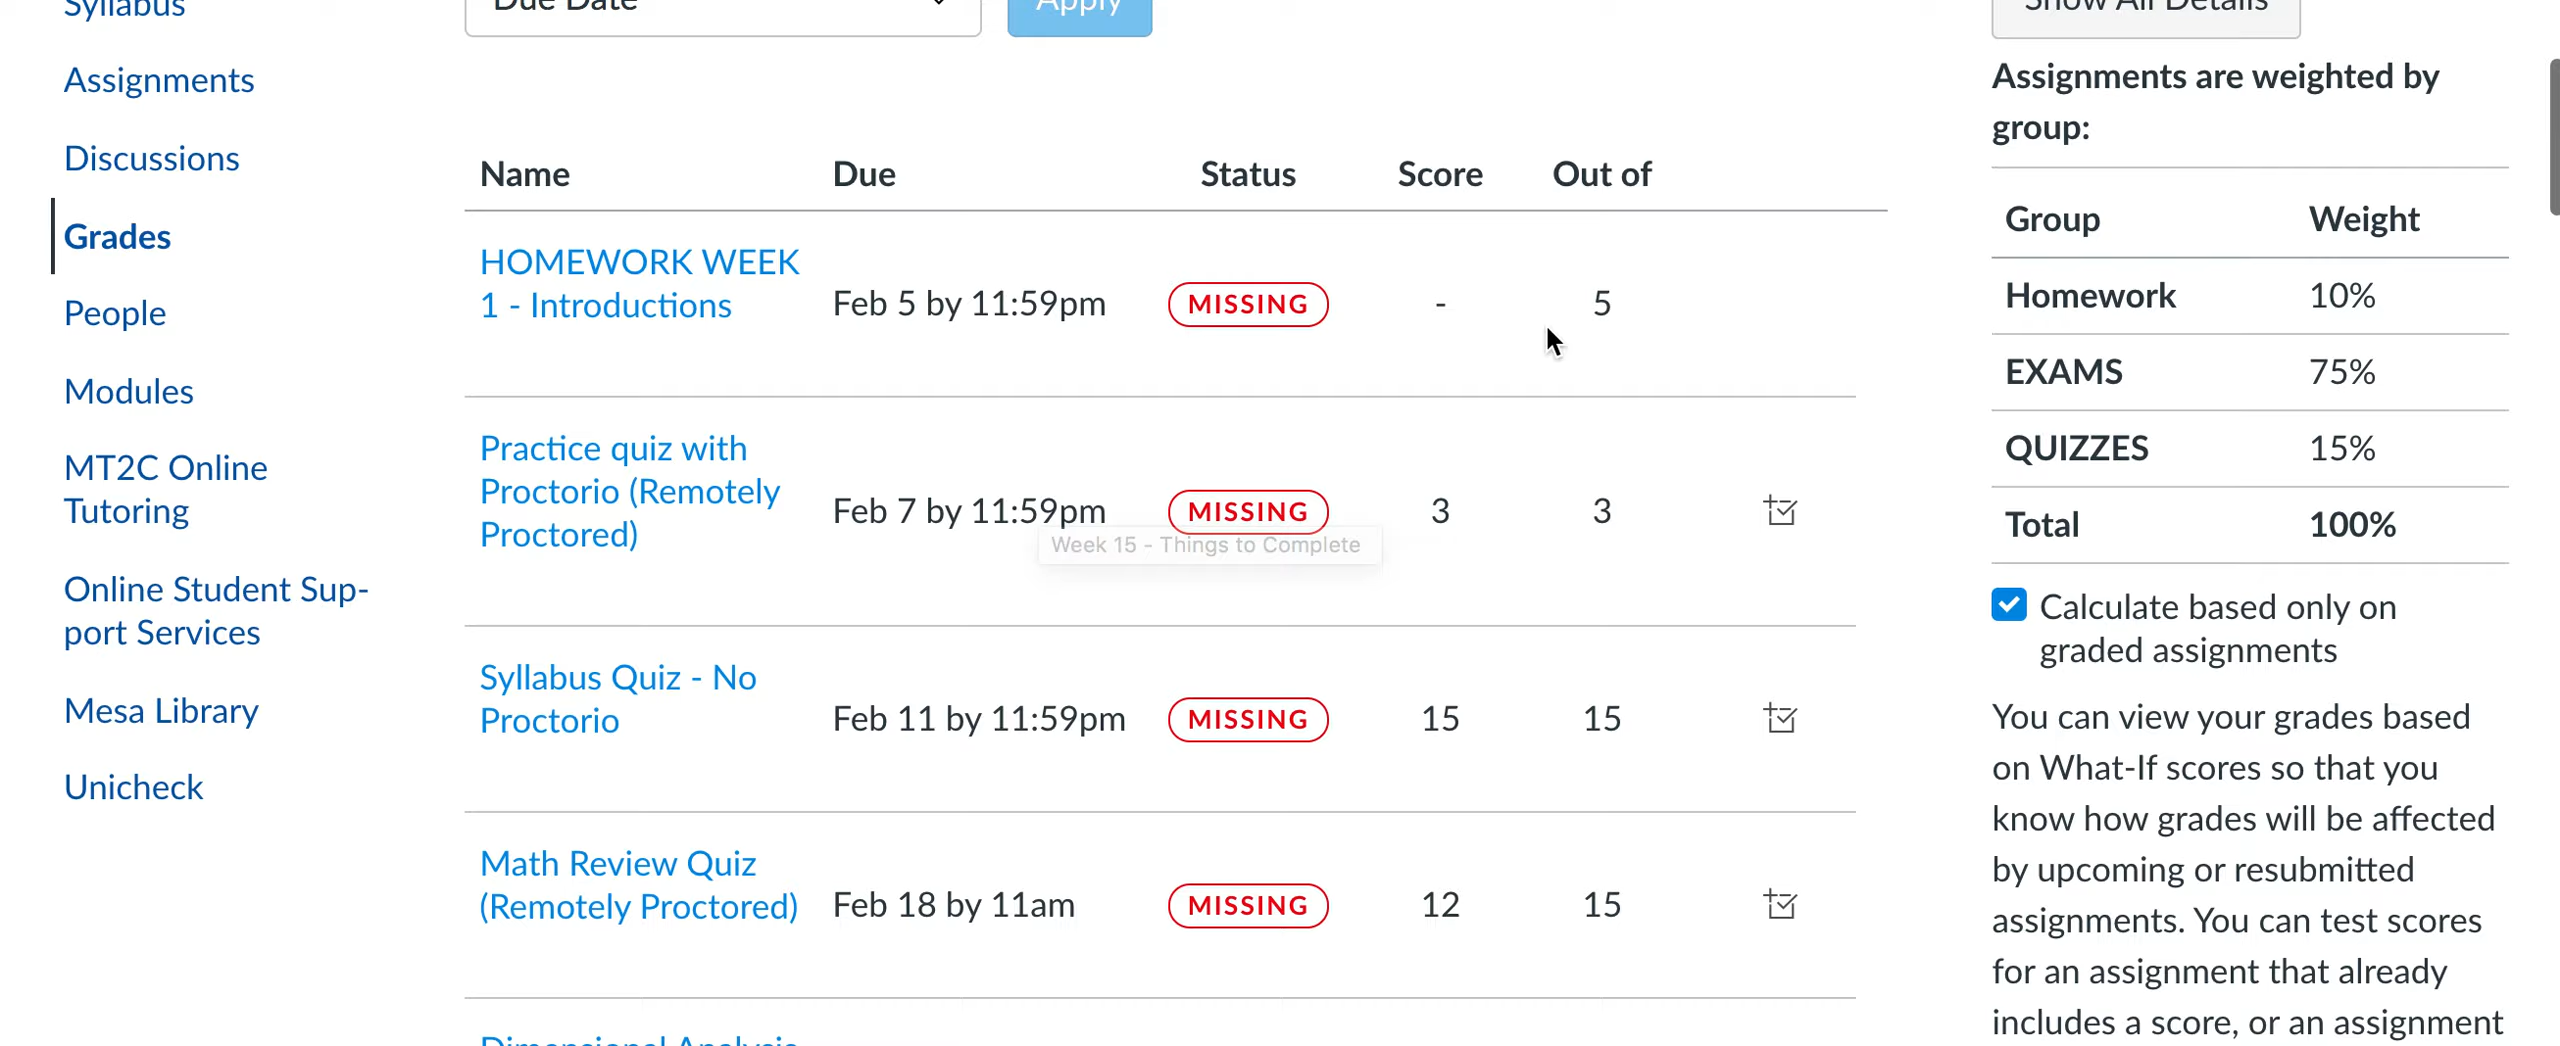 Syllabus
Assignments
Discussions
Grades
People
Modules
MT2C Online
Tutoring
Online Student Sup-
port Services
Mesa Library
Unicheck
Due Date
Apply
Name Due Status Score Out of
HOMEWORK WEEK
1 - Introductions
Feb 5 by 11:59pm MISSING - 5
Practice quiz with
Proctorio (Remotely
Proctored)
Feb 7 by 11:59pm MISSING 3 3
Week 15 - Things to Complete
Syllabus Quiz - No
Proctorio
Feb 11 by 11:59pm MISSING 15 15
Math Review Quiz
(Remotely Proctored)
Feb 18 by 11am MISSING 12 15
Dimensional Analysis
Show All Details
Assignments are weighted by
group:
Group Weight
Homework 10%
EXAMS 75%
QUIZZES 15%
Total 100%
Calculate based only on
graded assignments
You can view your grades based
on What-If scores so that you
know how grades will be affected
by upcoming or resubmitted
assignments. You can test scores
for an assignment that already
includes a score, or an assignment